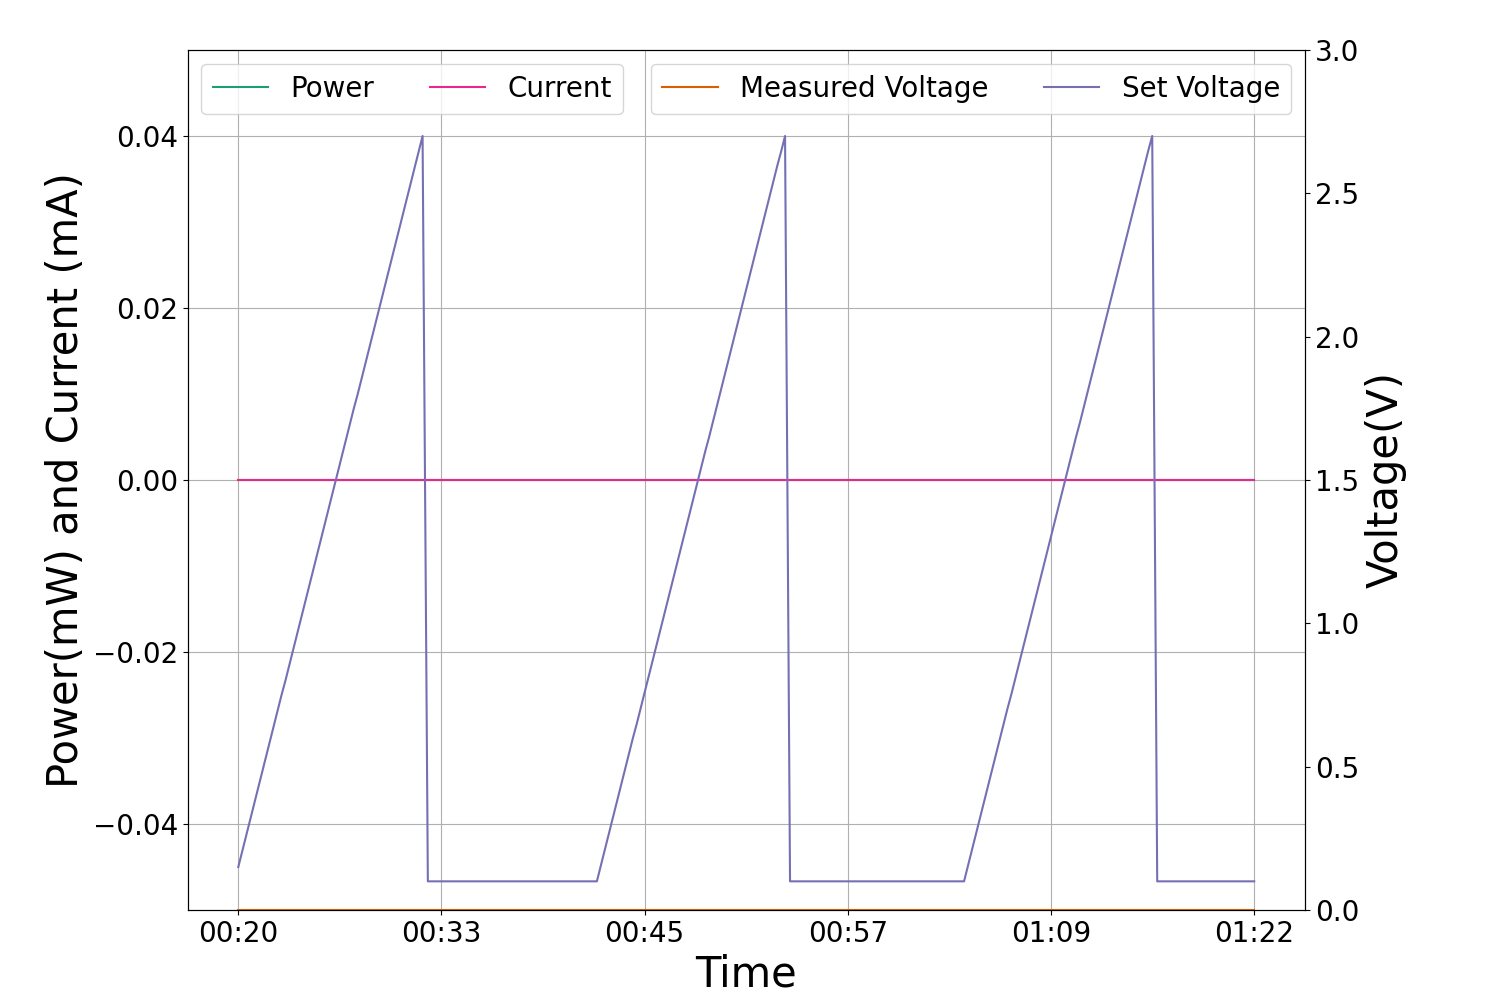 Power Current Measured Voltage Set Voltage
Power(mW) and Current (mA)
0.04
0.02
0.00
−0.02
−0.04
3.0
2.5
2.0
1.5
1.0
0.5
0.0
Voltage(V)
00:20 00:33 00:45 00:57 01:09 01:22
Time